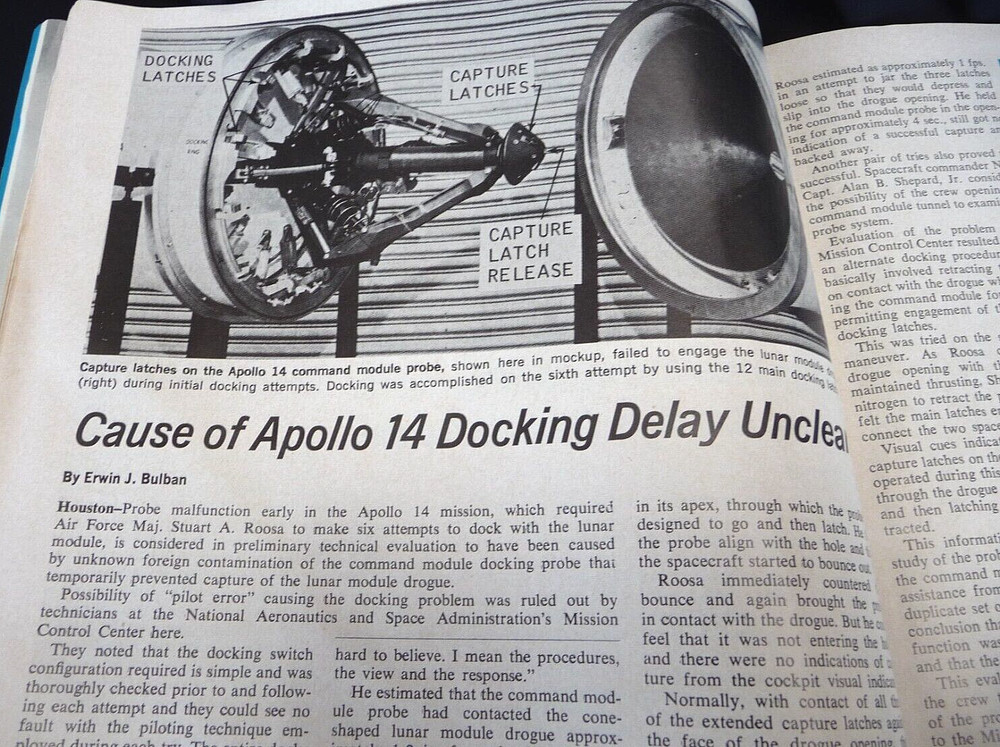 DOCKING
LATCHES
CAPTURE
LATCHES
DOCKING
RING
CAPTURE
LATCH
RELEASE
Capture latches on the Apollo 14 command module probe, shown here in mockup, failed to engage the lunar module
(right) during initial docking attempts. Docking was accomplished on the sixth attempt by using the 12 main docking
Cause of Apollo 14 Docking Delay Unclea
By Erwin J. Bulban
Houston–Probe malfunction early in the Apollo 14 mission, which required
Air Force Maj. Stuart A. Roosa to make six attempts to dock with the lunar
module, is considered in preliminary technical evaluation to have been caused
by unknown foreign contamination of the command module docking probe that
temporarily prevented capture of the lunar module drogue.
Possibility of “pilot error” causing the docking problem was ruled out by
technicians at the National Aeronautics and Space Administration's Mission
Control Center here.
They noted that the docking switch
configuration required is simple and was
thoroughly checked prior to and follow-
ing each attempt and they could see no
fault with the piloting technique em-
ployed during each try. The entire
hard to believe. I mean the procedures,
the view and the response.”
He estimated that the command mod-
ule probe had contacted the cone-
shaped lunar module drogue approx-
in its apex, through which the
designed to go and then latch. He
the probe align with the hole and
the spacecraft started to bounce out
Roosa immediately countered
bounce and again brought the
in contact with the drogue. But he
feel that it was not entering the
and there were no indications of
ture from the cockpit visual
Normally, with contact of all
of the extended capture latches
the face of the drogue opening
Roosa estimated as approximately 1 fps.
in an attempt to jar the three latches
loose so that they would depress and
slip into the drogue opening. He held
the command module probe in the open
ing for approximately 4 sec., still got
indication of a successful capture
backed away.
Another pair of tries also proved
successful. Spacecraft commander
Capt. Alan B. Shepard, Jr.
the possibility of the crew
command module tunnel to
probe system.
Evaluation of the problem
Mission Control Center resulted
an alternate docking
basically involved retracting
on contact with the drogue
ing the command module
permitting engagement of
docking latches.
This was tried on the
maneuver. As Roosa
drogue opening with
maintained thrusting.
nitrogen to retract the
felt the main latches
connect the two
Visual cues
capture latches on
operated during this
through the drogue
and then latching
tracted.
This
study of the
the command
assistance from
duplicate set
conclusion
function was
and that the
This
the crew
of the
to the